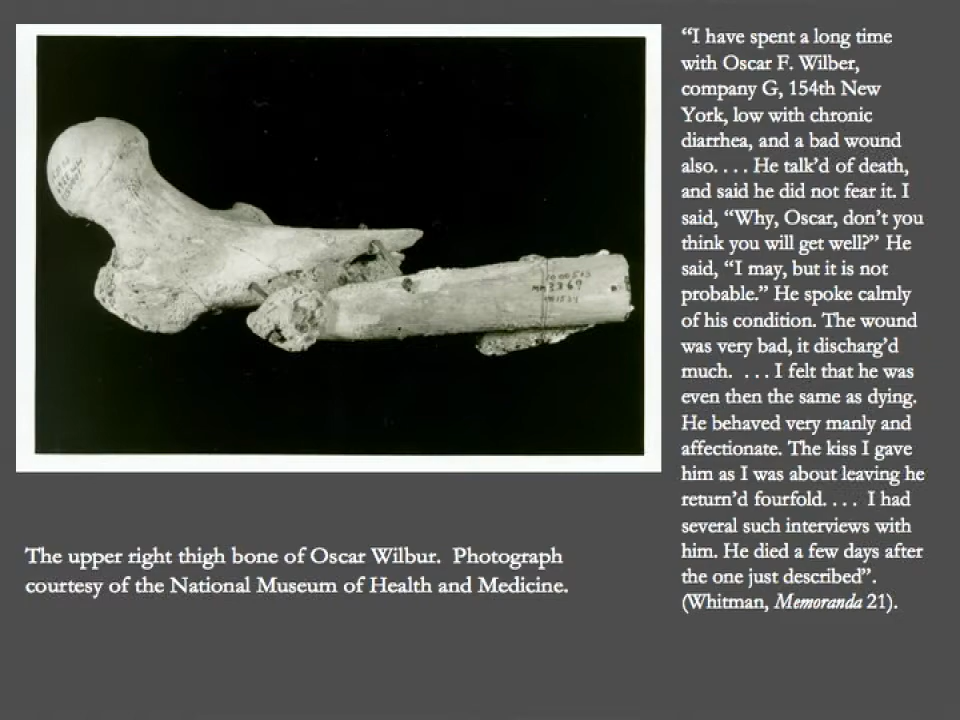 “I have spent a long time
with Oscar F. Wilber,
company G, 154th New
York, low with chronic
diarrhea, and a bad wound
also. . . . He talk’d of death,
and said he did not fear it. I
said, “Why, Oscar, don’t you
think you will get well?” He
said, “I may, but it is not
probable.” He spoke calmly
of his condition. The wound
was very bad, it discharg’d
much.  . . . I felt that he was
even then the same as dying.
He behaved very manly and
affectionate. The kiss I gave
him as I was about leaving he
return’d fourfold. . . .  I had
several such interviews with
him. He died a few days after
the one just described”.
(Whitman, Memoranda 21).
The upper right thigh bone of Oscar Wilbur.  Photograph
courtesy of the National Museum of Health and Medicine.